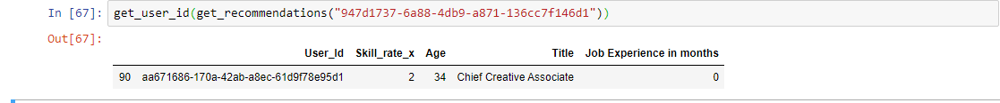 In [67]: get_user_id(get_recommendations("947d1737-6a88-4db9-a871-136cc7f146d1"))
Out[67]:
User_Id Skill_rate_x Age Title Job Experience in months
90 aa671686-170a-42ab-a8ec-61d9f78e95d1 2 34 Chief Creative Associate 0